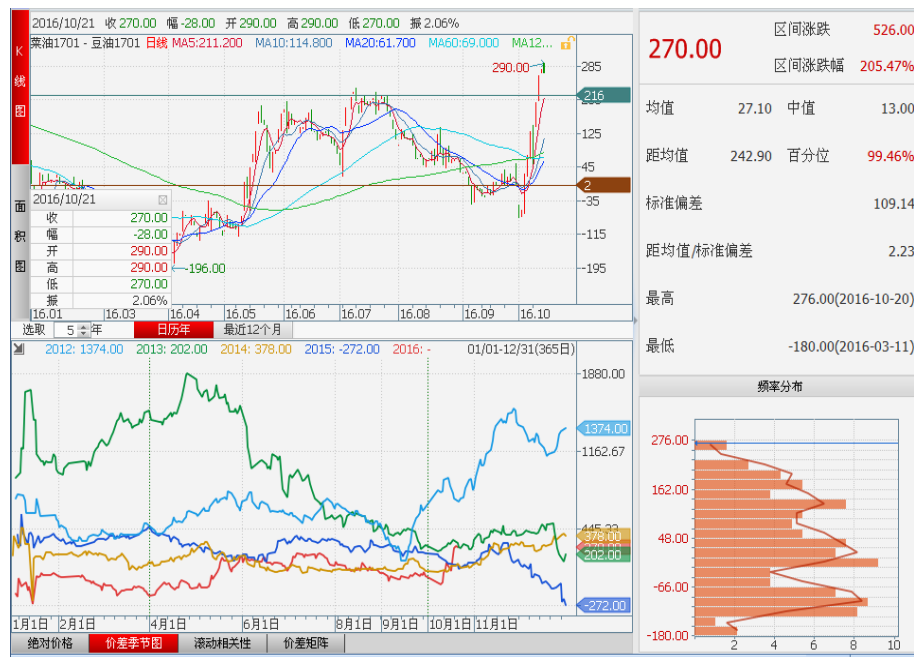 2016/10/21 收 270.00 幅 -28.00 开 290.00 高 290.00 低 270.00 振 2.06%
菜油1701 - 豆油1701 日线 MA5:211.200 MA10:114.800 MA20:61.700 MA60:69.000 MA12...
K
线
图
面
积
图
290.00
285
216
125
45
2
-35
-115
-195
2016/10/21
收 270.00
幅 -28.00
开 290.00
高 290.00
低 270.00
振 2.06%
-196.00
16.01 16.03 16.04 16.05 16.06 16.07 16.08 16.09 16.10
选取 5 年 日历年 最近12个月
2012: 1374.00 2013: 202.00 2014: 378.00 2015: -272.00 2016: - 01/01-12/31(365日)
1880.00
1374.00
1162.67
378.00
202.00
-272.00
1月1日 2月1日 4月1日 6月1日 8月1日 9月1日 10月1日 11月1日
绝对价格 价差季节图 滚动相关性 价差矩阵
270.00
区间涨跌 526.00
区间涨跌幅 205.47%
均值 27.10 中值 13.00
距均值 242.90 百分位 99.46%
标准偏差 109.14
距均值/标准偏差 2.23
最高 276.00(2016-10-20)
最低 -180.00(2016-03-11)
频率分布
276.00
162.00
48.00
-66.00
-180.00
2 4 6 8 10